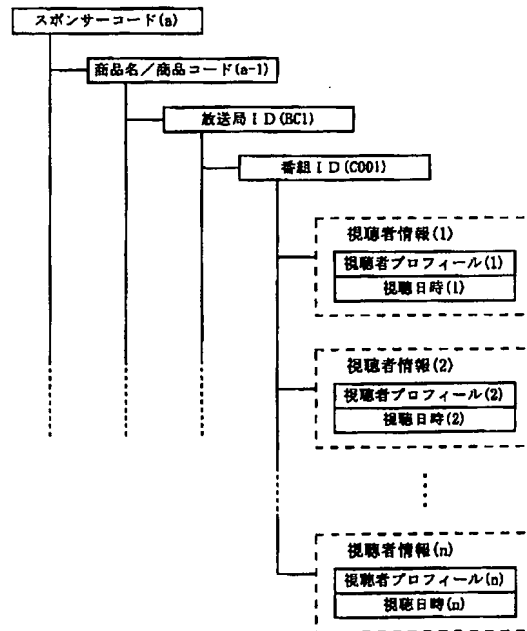 スポンサーコード(a)
商品名／商品コード(a-1)
放送局ＩＤ(BC1)
番組ＩＤ(C001)
視聴者情報(1)
視聴者プロフィール(1)
視聴日時(1)
視聴者情報(2)
視聴者プロフィール(2)
視聴日時(2)
視聴者情報(n)
視聴者プロフィール(n)
視聴日時(n)